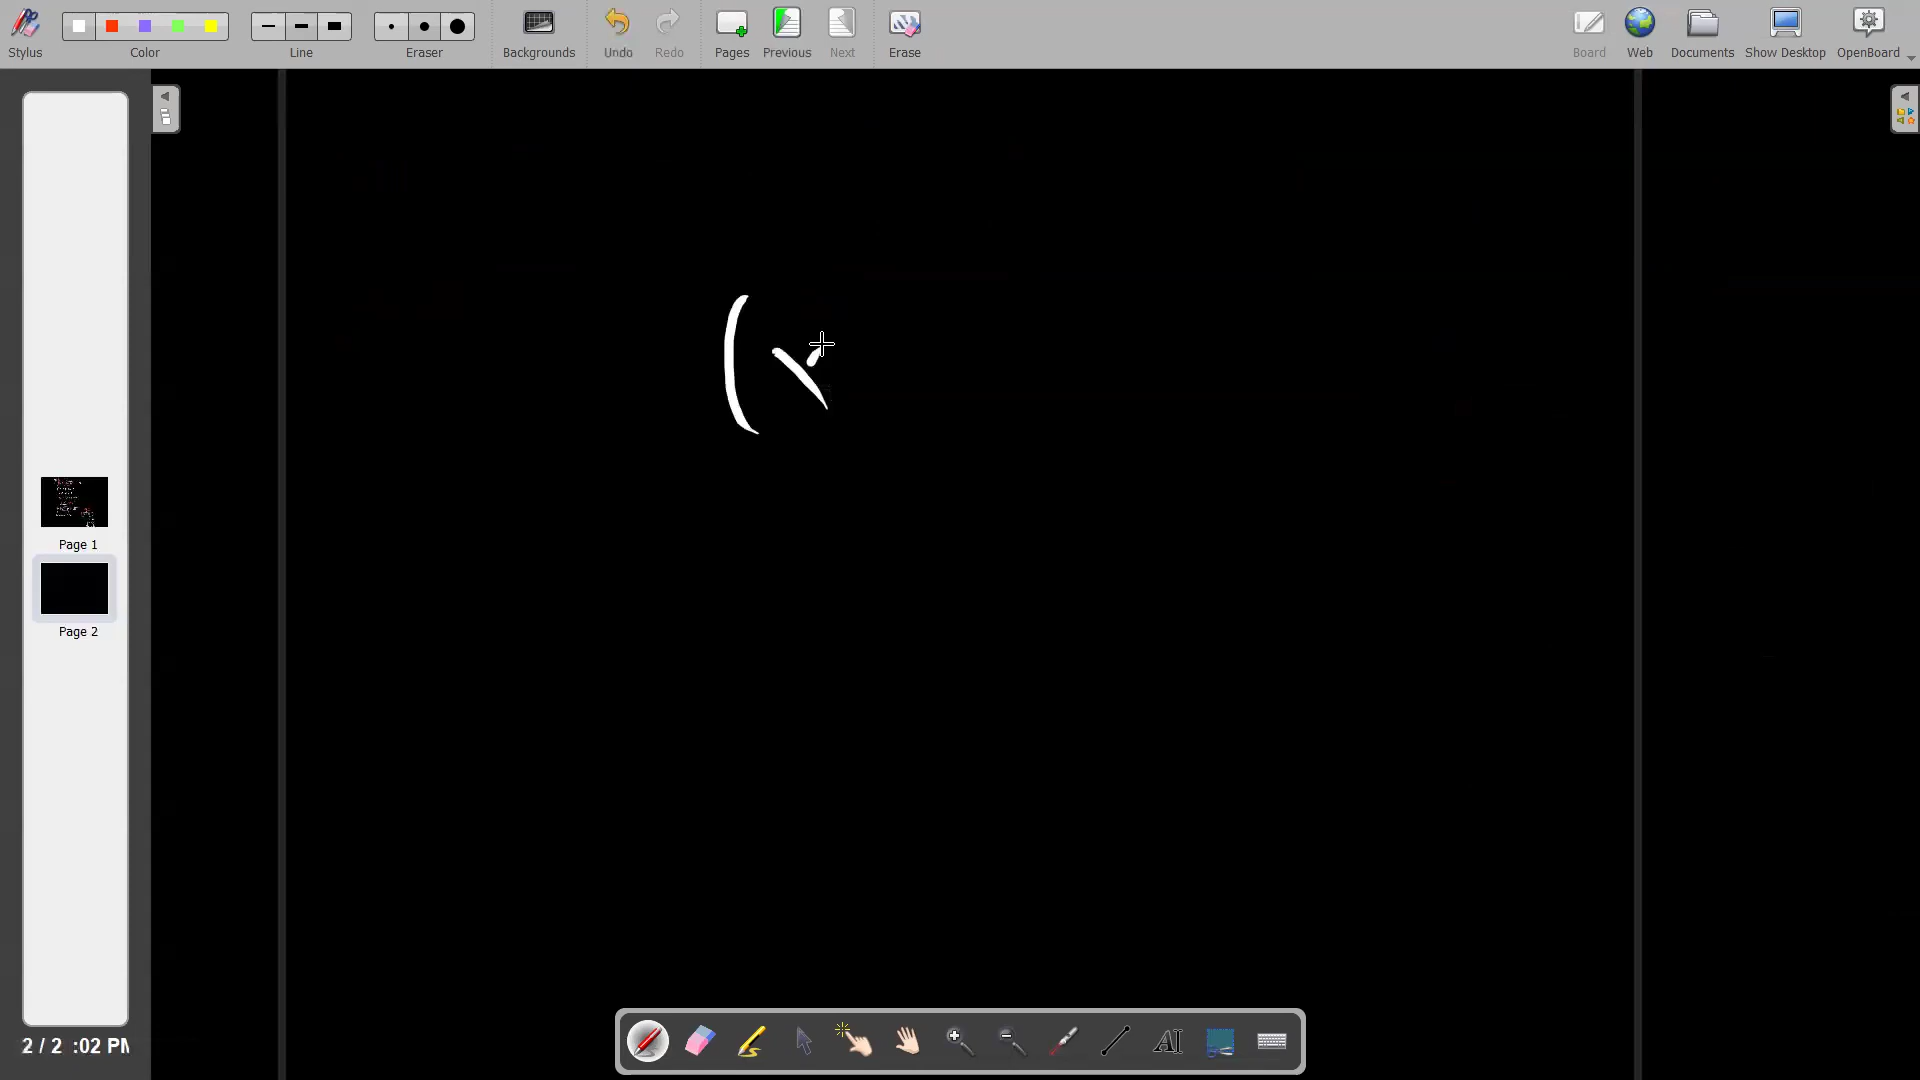 Stylus Color Line Eraser Backgrounds Undo Redo Pages Previous Next Erase Board Web Documents Show Desktop OpenBoard
(x
Page 1
Page 2
2 / 2 :02 PM